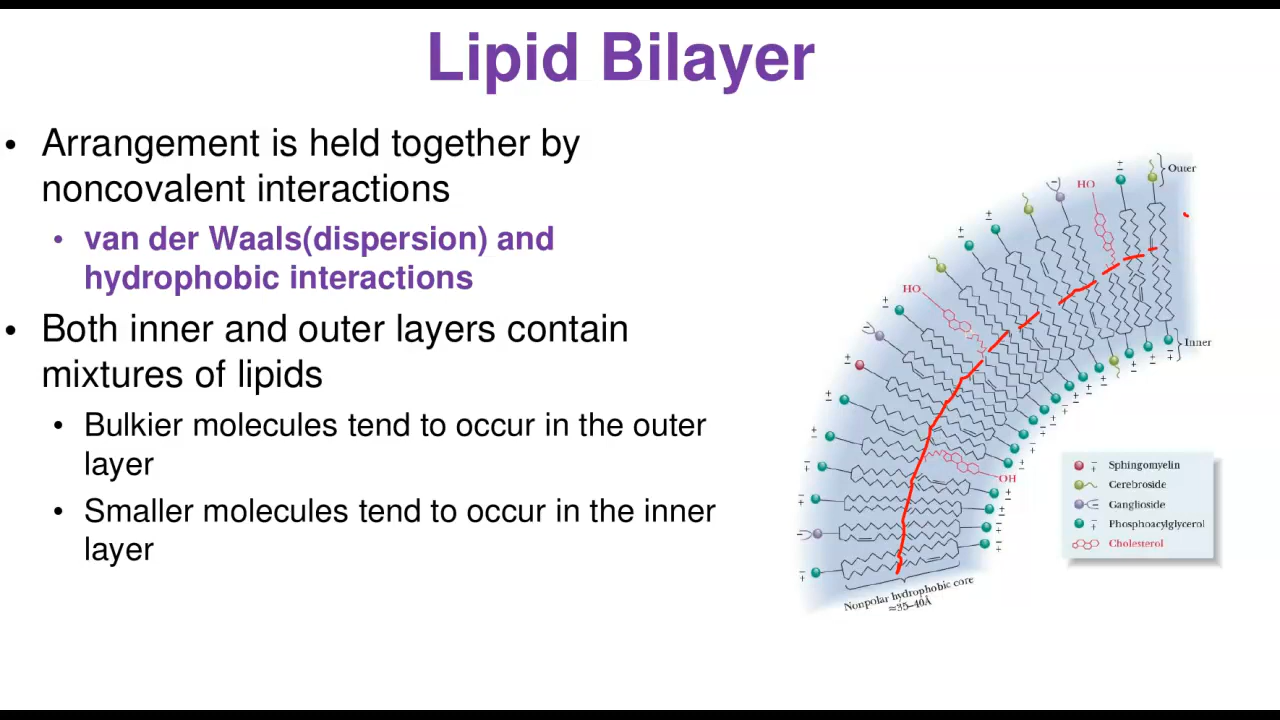 Lipid Bilayer
• Arrangement is held together by
noncovalent interactions
• van der Waals(dispersion) and
hydrophobic interactions
• Both inner and outer layers contain
mixtures of lipids
• Bulkier molecules tend to occur in the outer
layer
• Smaller molecules tend to occur in the inner
layer
Outer
HO
HO
Inner
OH
Sphingomyelin
Cerebroside
Ganglioside
Phosphoacylglycerol
Cholesterol
Nonpolar hydrophobic core
≈35–40Å